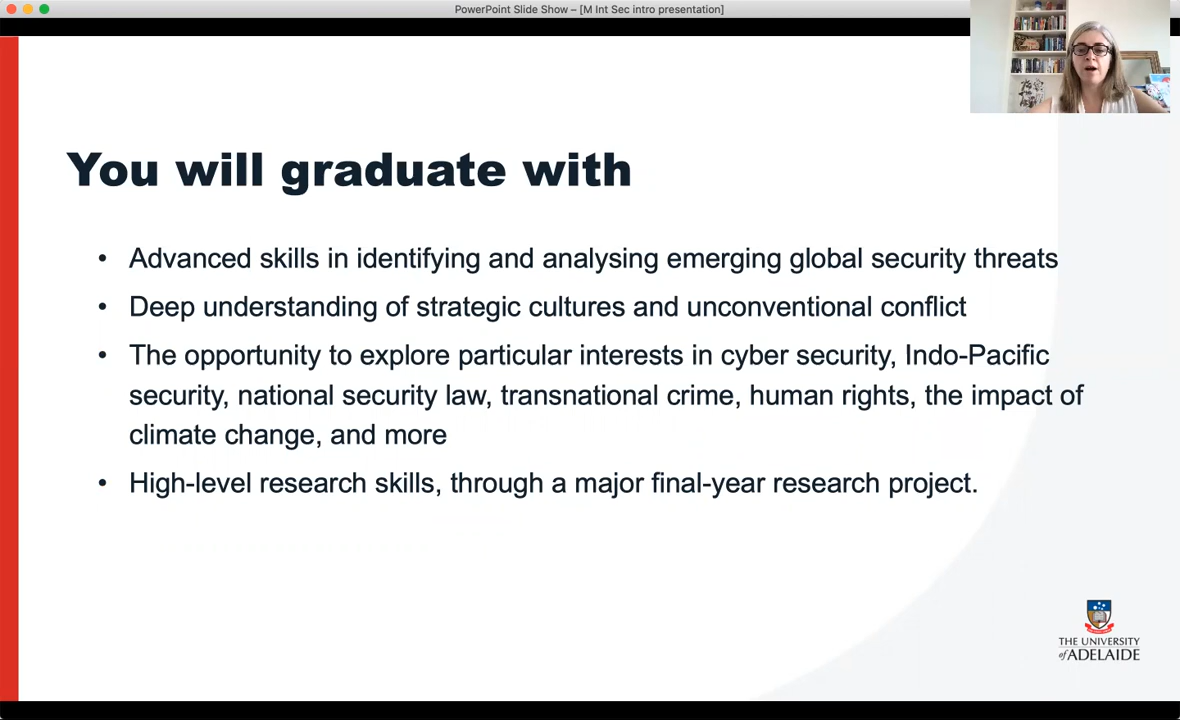 PowerPoint Slide Show – [M Int Sec intro presentation]
You will graduate with
• Advanced skills in identifying and analysing emerging global security threats
• Deep understanding of strategic cultures and unconventional conflict
• The opportunity to explore particular interests in cyber security, Indo-Pacific
security, national security law, transnational crime, human rights, the impact of
climate change, and more
• High-level research skills, through a major final-year research project.
THE UNIVERSITY
of ADELAIDE